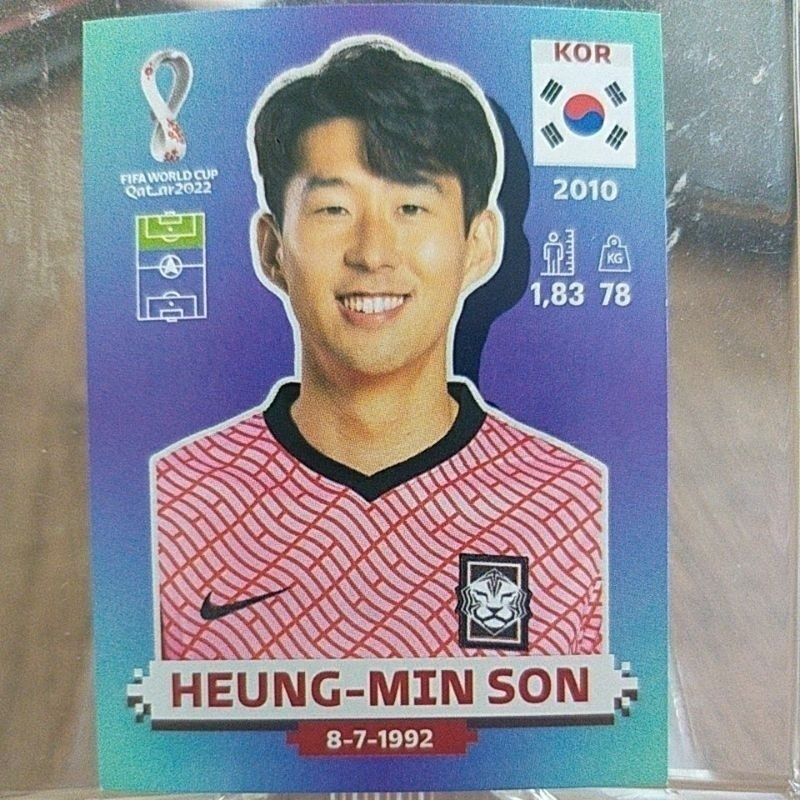 KOR
FIFA WORLD CUP
Qatar2022
2010
KG
1,83 78
HEUNG-MIN SON
8-7-1992